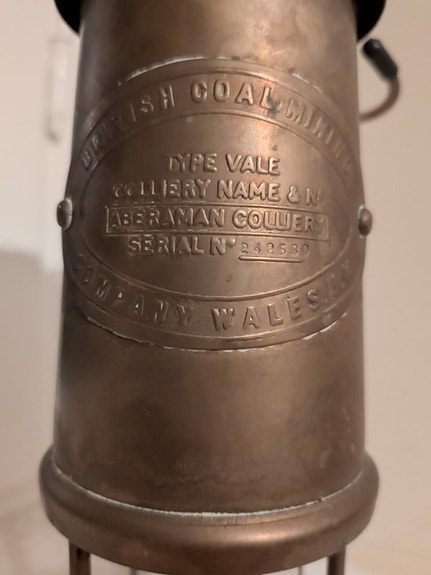 BRITISH COAL MINING
TYPE VALE
COLLIERY NAME & Nº
ABERAMAN COLLIERY
SERIAL Nº 242530
COMPANY WALES.